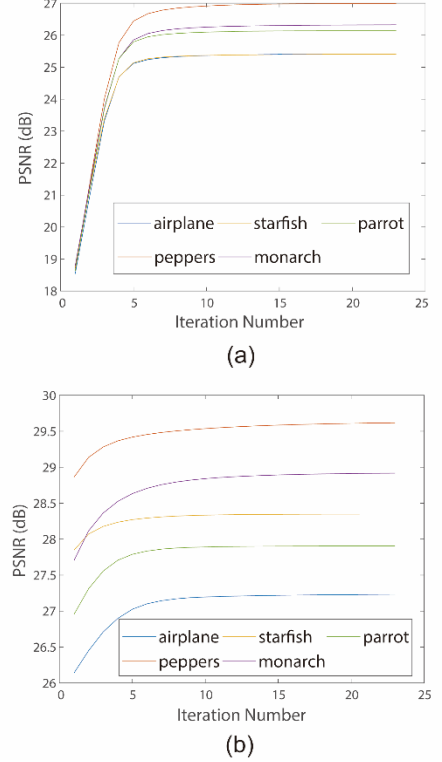 27
26
25
24
23
22
21
20
19
18
PSNR (dB)
airplane starfish parrot
peppers monarch
0 5 10 15 20 25
Iteration Number
(a)
30
29.5
29
28.5
28
27.5
27
26.5
26
PSNR (dB)
airplane starfish parrot
peppers monarch
0 5 10 15 20 25
Iteration Number
(b)